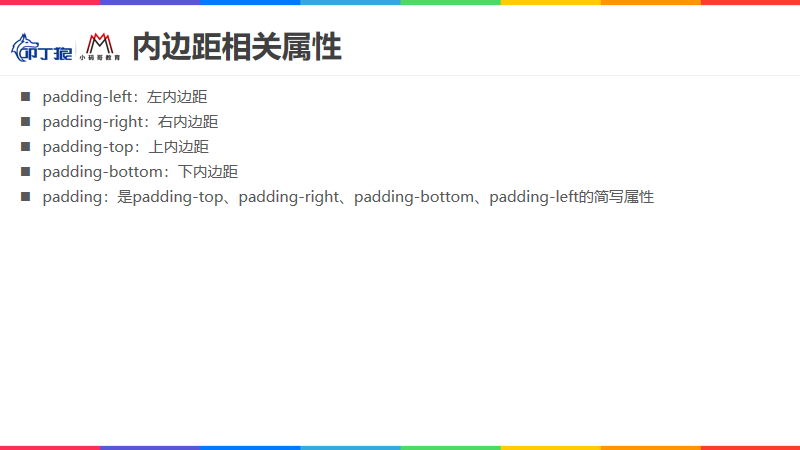 叩丁狼
小码哥教育
内边距相关属性
■ padding-left：左内边距
■ padding-right：右内边距
■ padding-top：上内边距
■ padding-bottom：下内边距
■ padding：是padding-top、padding-right、padding-bottom、padding-left的简写属性